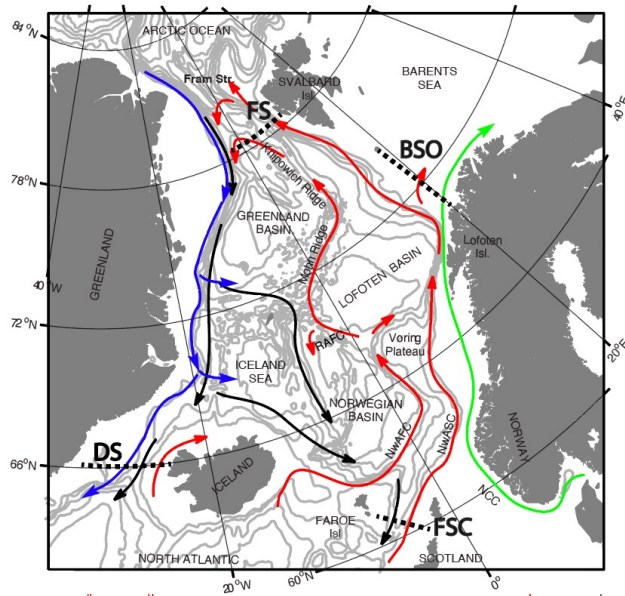 84°N
ARCTIC OCEAN
Fram Str.
SVALBARD
Isl
BARENTS
SEA
FS
BSO
40°E
Knipowich Ridge
78°N
GREENLAND
BASIN
Mohn Ridge
Lofoten
Isl.
GREENLAND
LOFOTEN BASIN
40°W
72°N
RAFC
Vøring
Plateau
20°E
ICELAND
SEA
NORWEGIAN
BASIN
NwAFC
NwASC
NORWAY
DS
66°N
ICELAND
NCC
FAROE
Isl
FSC
NORTH ATLANTIC
SCOTLAND
20°W
60°N
0°